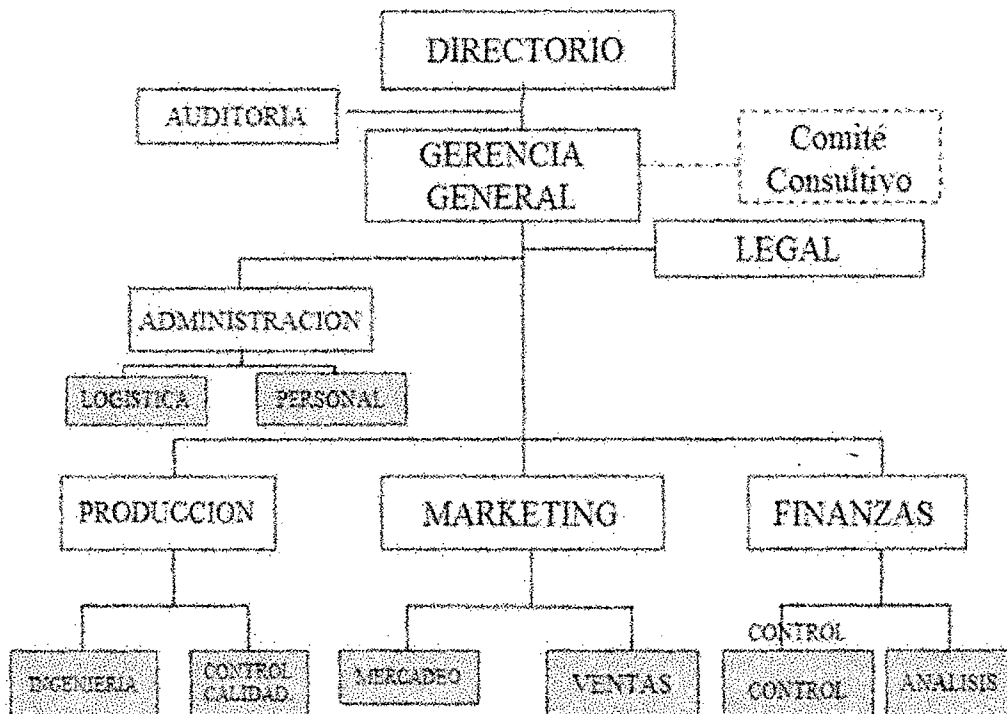 DIRECTORIO
AUDITORIA
GERENCIA
GENERAL
Comité
Consultivo
LEGAL
ADMINISTRACION
LOGISTICA
PERSONAL
PRODUCCION
MARKETING
FINANZAS
INGENIERIA
CONTROL
CALIDAD
MERCADEO
VENTAS
CONTROL
CONTROL
ANALISIS